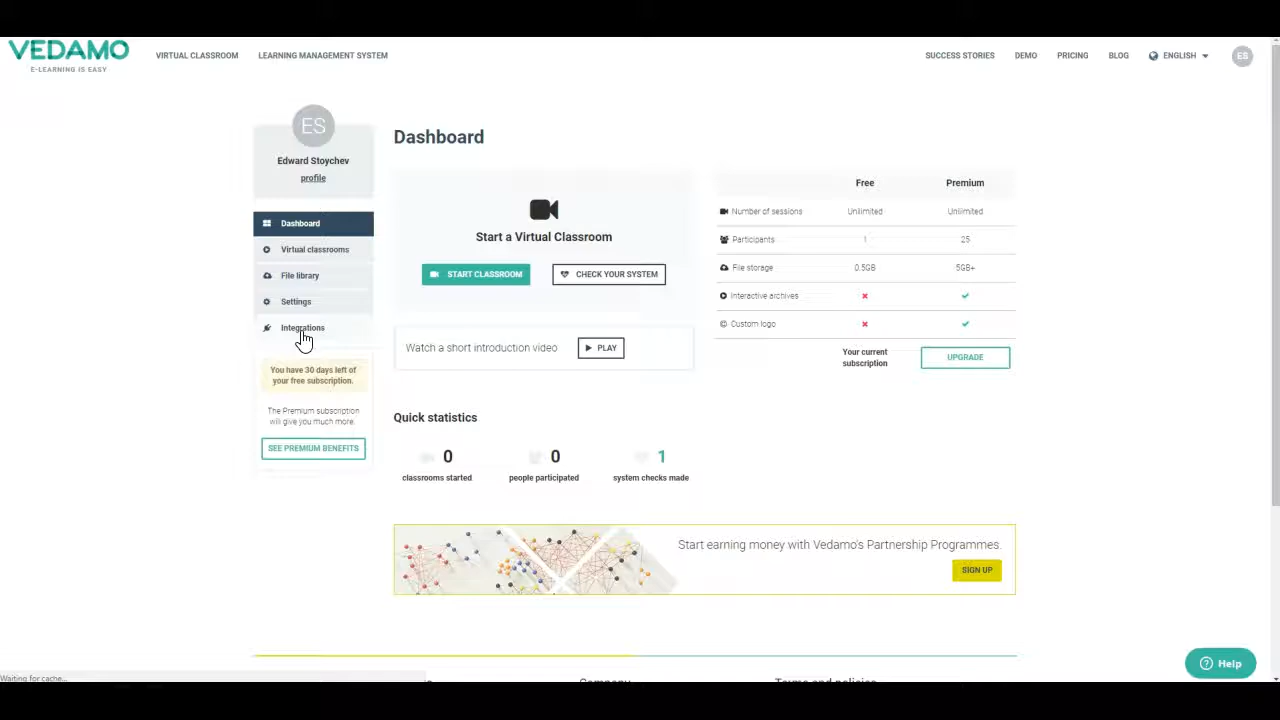 VEDAMO
E-LEARNING IS EASY
VIRTUAL CLASSROOM
LEARNING MANAGEMENT SYSTEM
SUCCESS STORIES
DEMO
PRICING
BLOG
ENGLISH
ES
ES
Edward Stoychev
profile
Dashboard
Virtual classrooms
File library
Settings
Integrations
You have 30 days left of
your free subscription.
The Premium subscription
will give you much more.
SEE PREMIUM BENEFITS
Dashboard
Start a Virtual Classroom
START CLASSROOM
CHECK YOUR SYSTEM
Watch a short introduction video
PLAY
Free Premium
Number of sessions Unlimited Unlimited
Participants 1 25
File storage 0.5GB 5GB+
Interactive archives
Custom logo
Your current
subscription
UPGRADE
Quick statistics
0 0 1
classrooms started people participated system checks made
Start earning money with Vedamo's Partnership Programmes.
SIGN UP
Company
Terms and policies
Help
Waiting for cache...